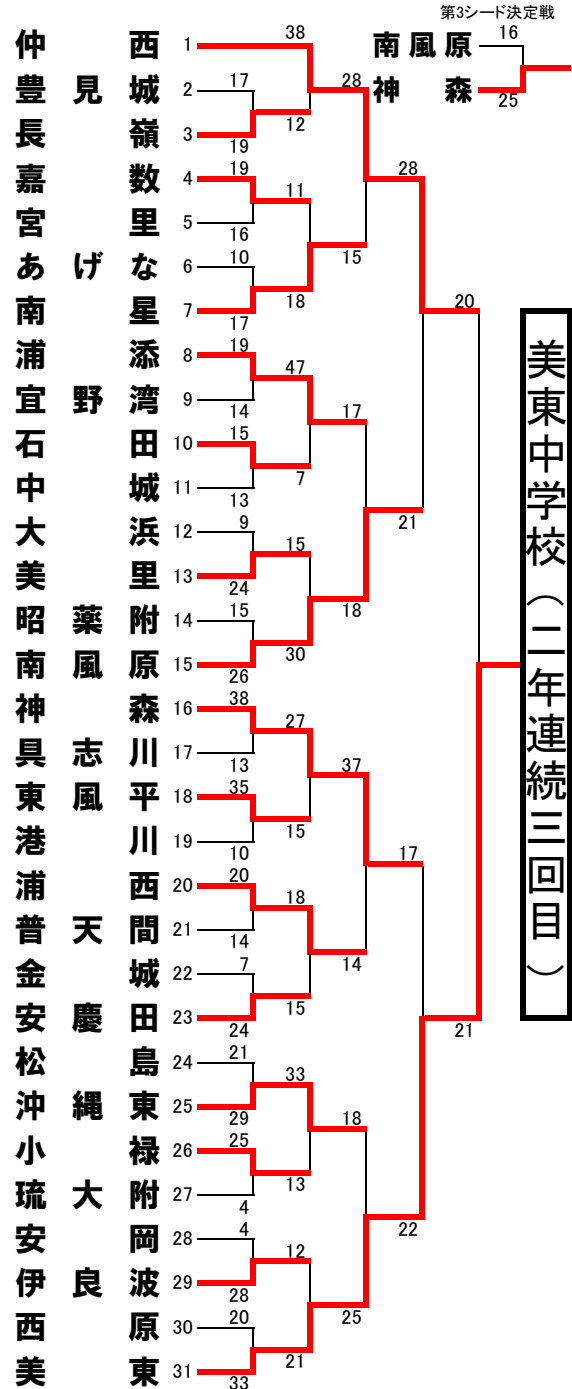 第3シード決定戦
南風原 16
神森 25
仲西 1 38
豊見城 2 17
長嶺 3 19 12
28
嘉数 4 19
宮里 5 16 11
あげな 6 10
南星 7 17 18
15
28
浦添 8 19
宜野湾 9 14 47
石田 10 15
中城 11 13 7
17
大浜 12 9
美里 13 24 15
昭薬附 14 15
南風原 15 26 30
18
21
20
神森 16 38
具志川 17 13 27
東風平 18 35
港川 19 10 15
37
浦西 20 20
普天間 21 14 18
金城 22 7
安慶田 23 24 15
14
17
松島 24 21
沖縄東 25 29 33
小禄 26 25
琉大附 27 4 13
18
安岡 28 4
伊良波 29 28 12
西原 30 20
美東 31 33 21
25
22
21
美東中学校(二年連続三回目)